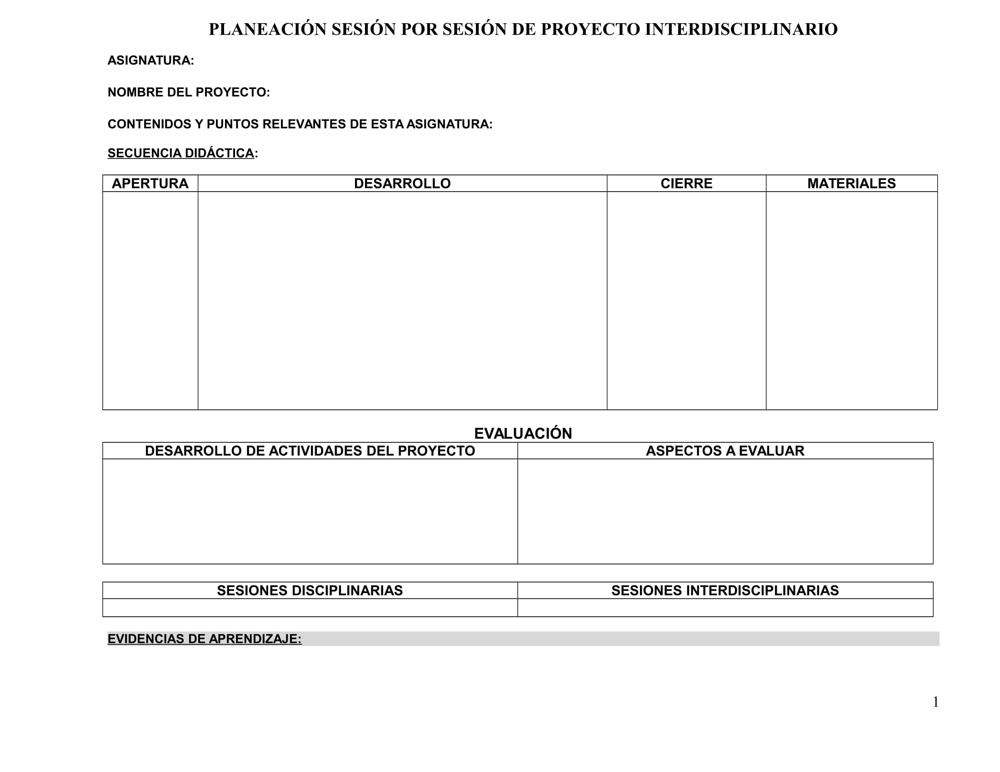 PLANEACIÓN SESIÓN POR SESIÓN DE PROYECTO INTERDISCIPLINARIO
ASIGNATURA:
NOMBRE DEL PROYECTO:
CONTENIDOS Y PUNTOS RELEVANTES DE ESTA ASIGNATURA:
SECUENCIA DIDÁCTICA:
APERTURA DESARROLLO CIERRE MATERIALES
EVALUACIÓN
DESARROLLO DE ACTIVIDADES DEL PROYECTO ASPECTOS A EVALUAR
SESIONES DISCIPLINARIAS SESIONES INTERDISCIPLINARIAS
EVIDENCIAS DE APRENDIZAJE:
1